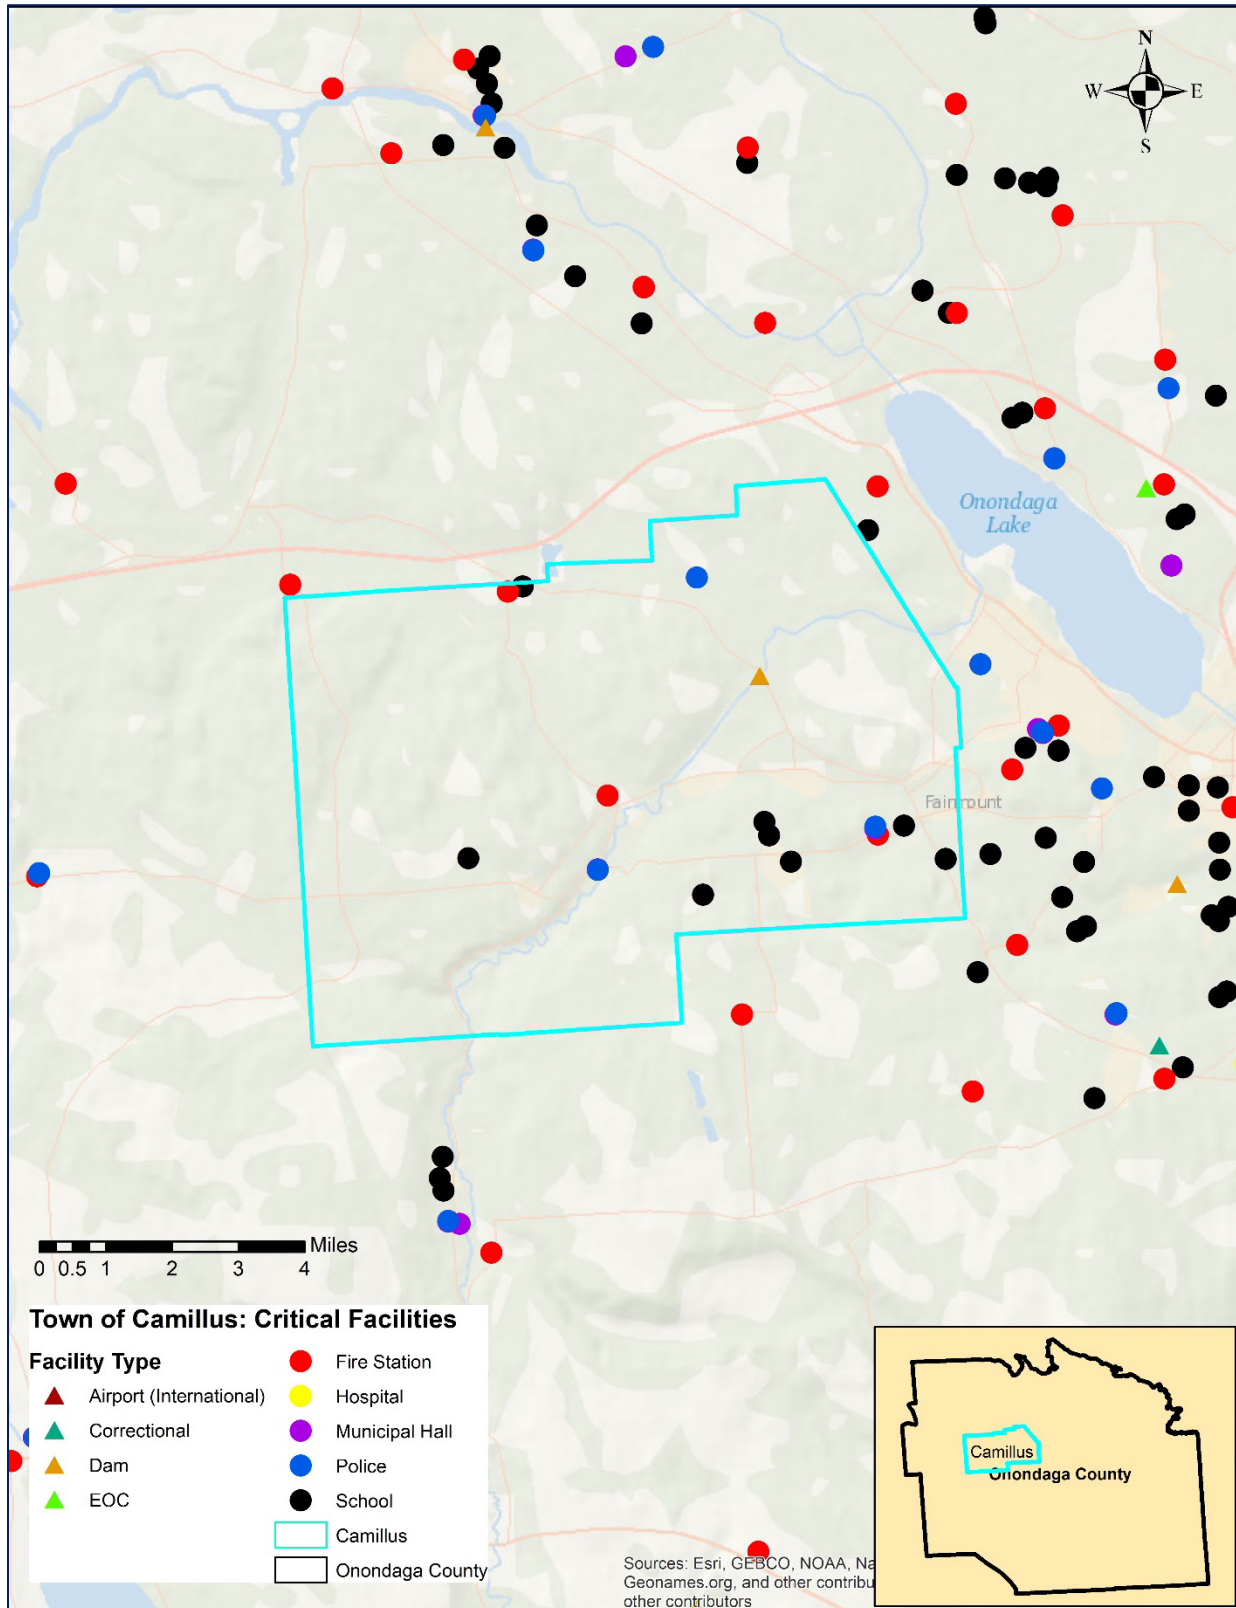 N
W E
S
Onondaga
Lake
Fairmount
Miles
0 0.5 1 2 3 4
Town of Camillus: Critical Facilities
Facility Type
Airport (International)
Correctional
Dam
EOC
Fire Station
Hospital
Municipal Hall
Police
School
Camillus
Onondaga County
Sources: Esri, GEBCO, NOAA, Na
Geonames.org, and other contribu
other contributors
Camillus
Onondaga County